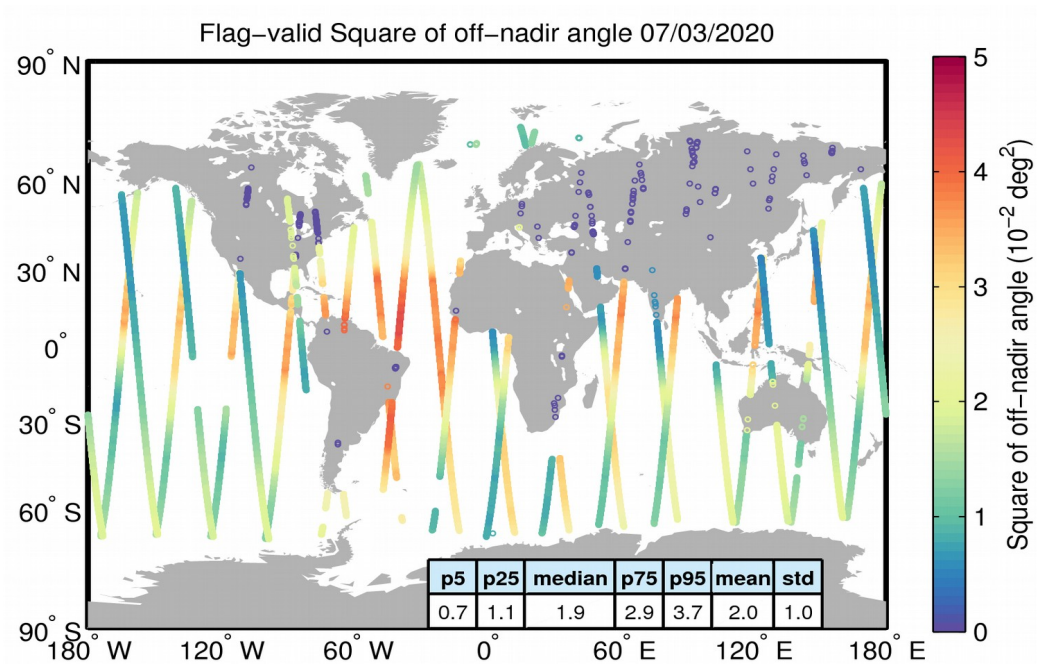 Flag−valid Square of off−nadir angle 07/03/2020
90° N
60° N
30° N
0°
30° S
60° S
90° S
180° W
120° W
60° W
0°
60° E
120° E
180° E
5
4
3
2
1
0
Square of off−nadir angle (10⁻² deg²)
p5 p25 median p75 p95 mean std
0.7 1.1 1.9 2.9 3.7 2.0 1.0